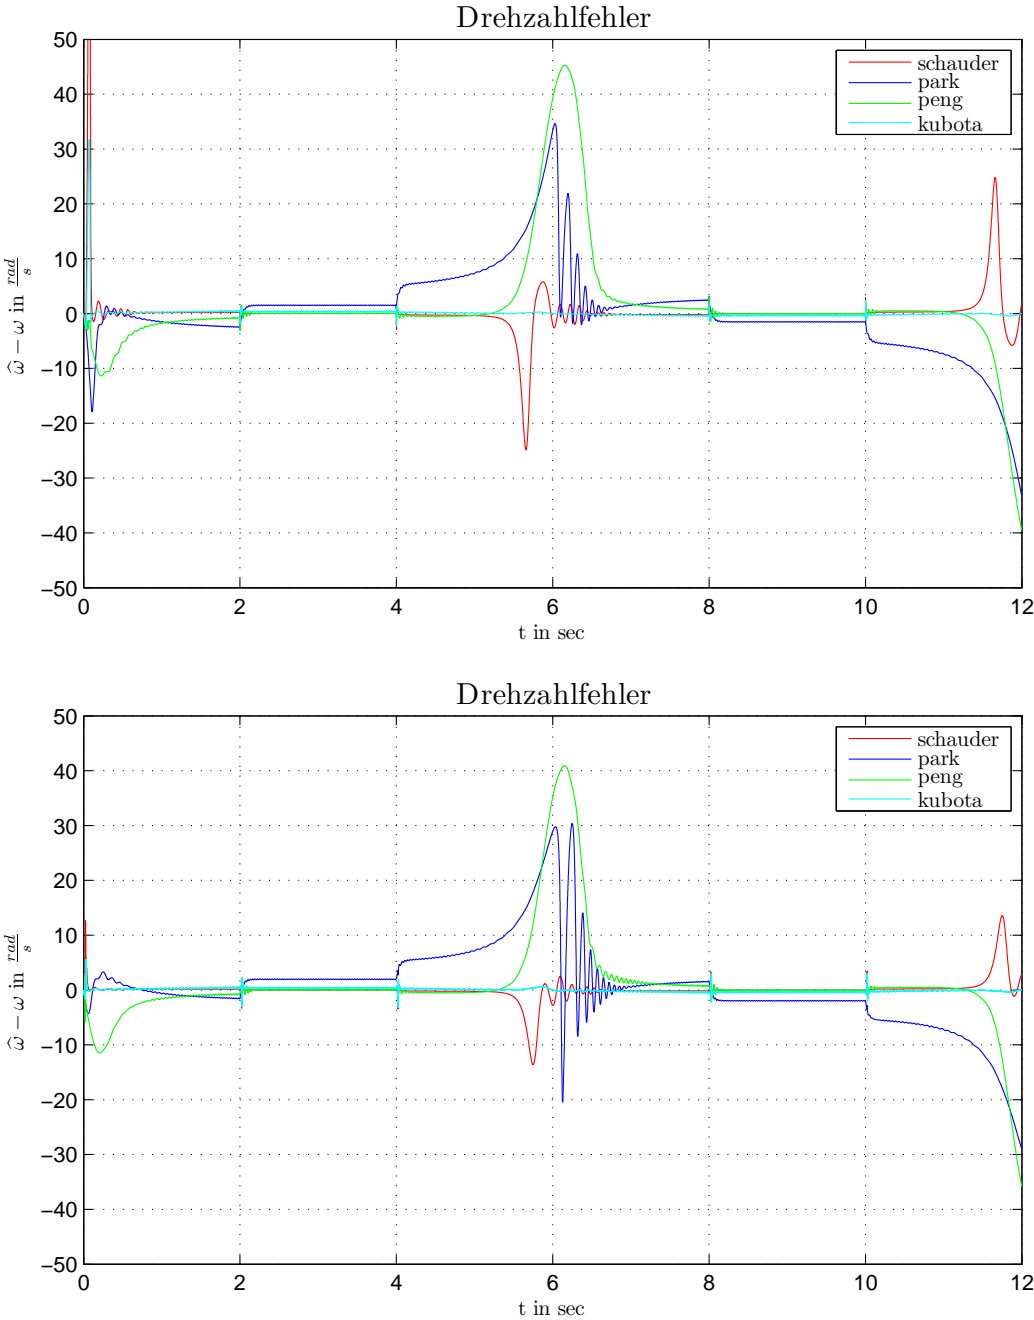 Drehzahlfehler
50
40
30
20
10
0
−10
−20
−30
−40
−50
ω̂ − ω in rad/s
schauder
park
peng
kubota
0 2 4 6 8 10 12
t in sec
Drehzahlfehler
50
40
30
20
10
0
−10
−20
−30
−40
−50
ω̂ − ω in rad/s
schauder
park
peng
kubota
0 2 4 6 8 10 12
t in sec